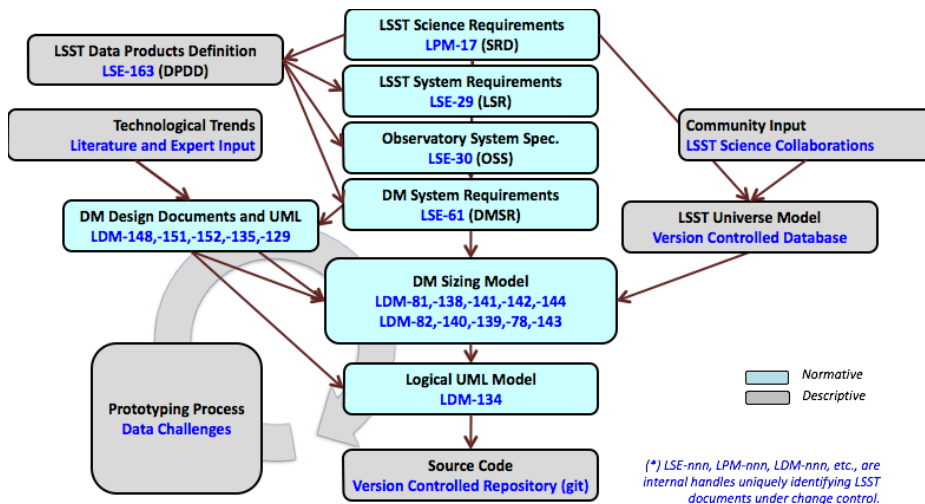 LSST Science Requirements
LPM-17 (SRD)
LSST Data Products Definition
LSE-163 (DPDD)
LSST System Requirements
LSE-29 (LSR)
Technological Trends
Literature and Expert Input
Observatory System Spec.
LSE-30 (OSS)
Community Input
LSST Science Collaborations
DM System Requirements
LSE-61 (DMSR)
DM Design Documents and UML
LDM-148,-151,-152,-135,-129
LSST Universe Model
Version Controlled Database
DM Sizing Model
LDM-81,-138,-141,-142,-144
LDM-82,-140,-139,-78,-143
Logical UML Model
LDM-134
Prototyping Process
Data Challenges
Normative
Descriptive
Source Code
Version Controlled Repository (git)
(*) LSE-nnn, LPM-nnn, LDM-nnn, etc., are
internal handles uniquely identifying LSST
documents under change control.